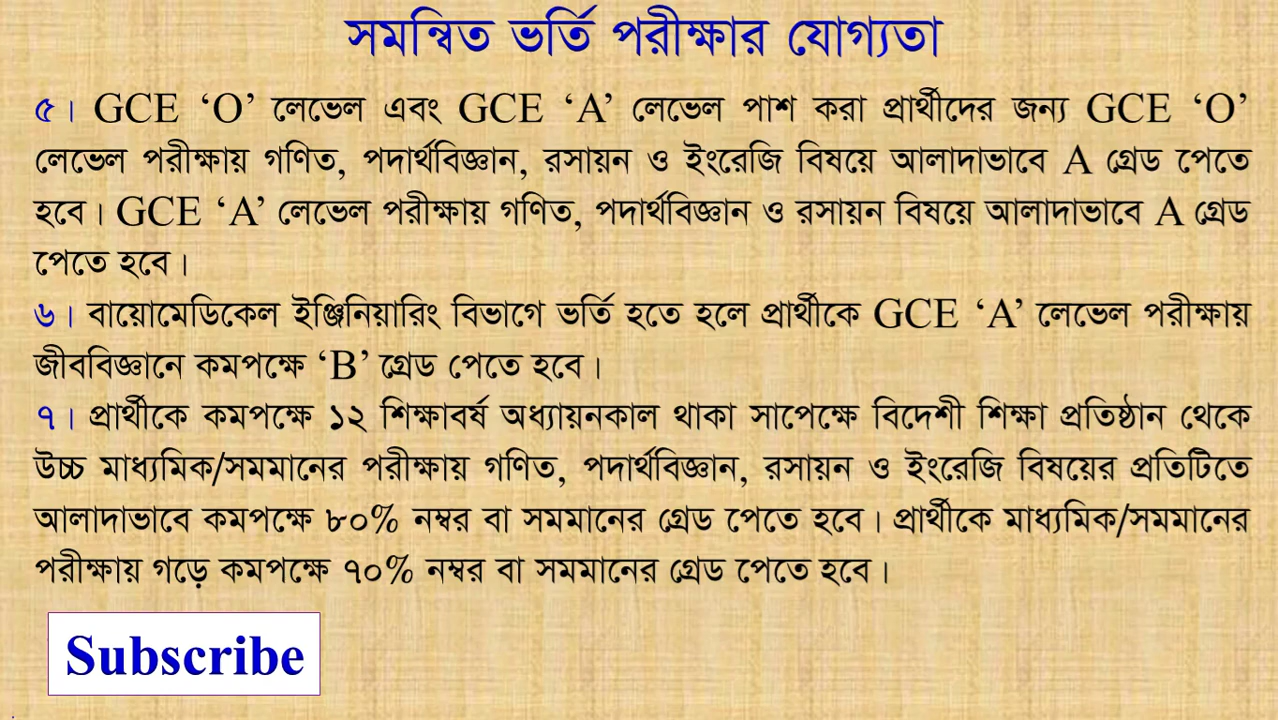 সমন্বিত ভর্তি পরীক্ষার যোগ্যতা
৫। GCE ‘O’ লেভেল এবং GCE ‘A’ লেভেল পাশ করা প্রার্থীদের জন্য GCE ‘O’
লেভেল পরীক্ষায় গণিত, পদার্থবিজ্ঞান, রসায়ন ও ইংরেজি বিষয়ে আলাদাভাবে A গ্রেড পেতে
হবে। GCE ‘A’ লেভেল পরীক্ষায় গণিত, পদার্থবিজ্ঞান ও রসায়ন বিষয়ে আলাদাভাবে A গ্রেড
পেতে হবে।
৬। বায়োমেডিকেল ইঞ্জিনিয়ারিং বিভাগে ভর্তি হতে হলে প্রার্থীকে GCE ‘A’ লেভেল পরীক্ষায়
জীববিজ্ঞানে কমপক্ষে ‘B’ গ্রেড পেতে হবে।
৭। প্রার্থীকে কমপক্ষে ১২ শিক্ষাবর্ষ অধ্যায়নকাল থাকা সাপেক্ষে বিদেশী শিক্ষা প্রতিষ্ঠান থেকে
উচ্চ মাধ্যমিক/সমমানের পরীক্ষায় গণিত, পদার্থবিজ্ঞান, রসায়ন ও ইংরেজি বিষয়ের প্রতিটিতে
আলাদাভাবে কমপক্ষে ৮০% নম্বর বা সমমানের গ্রেড পেতে হবে। প্রার্থীকে মাধ্যমিক/সমমানের
পরীক্ষায় গড়ে কমপক্ষে ৭০% নম্বর বা সমমানের গ্রেড পেতে হবে।
Subscribe